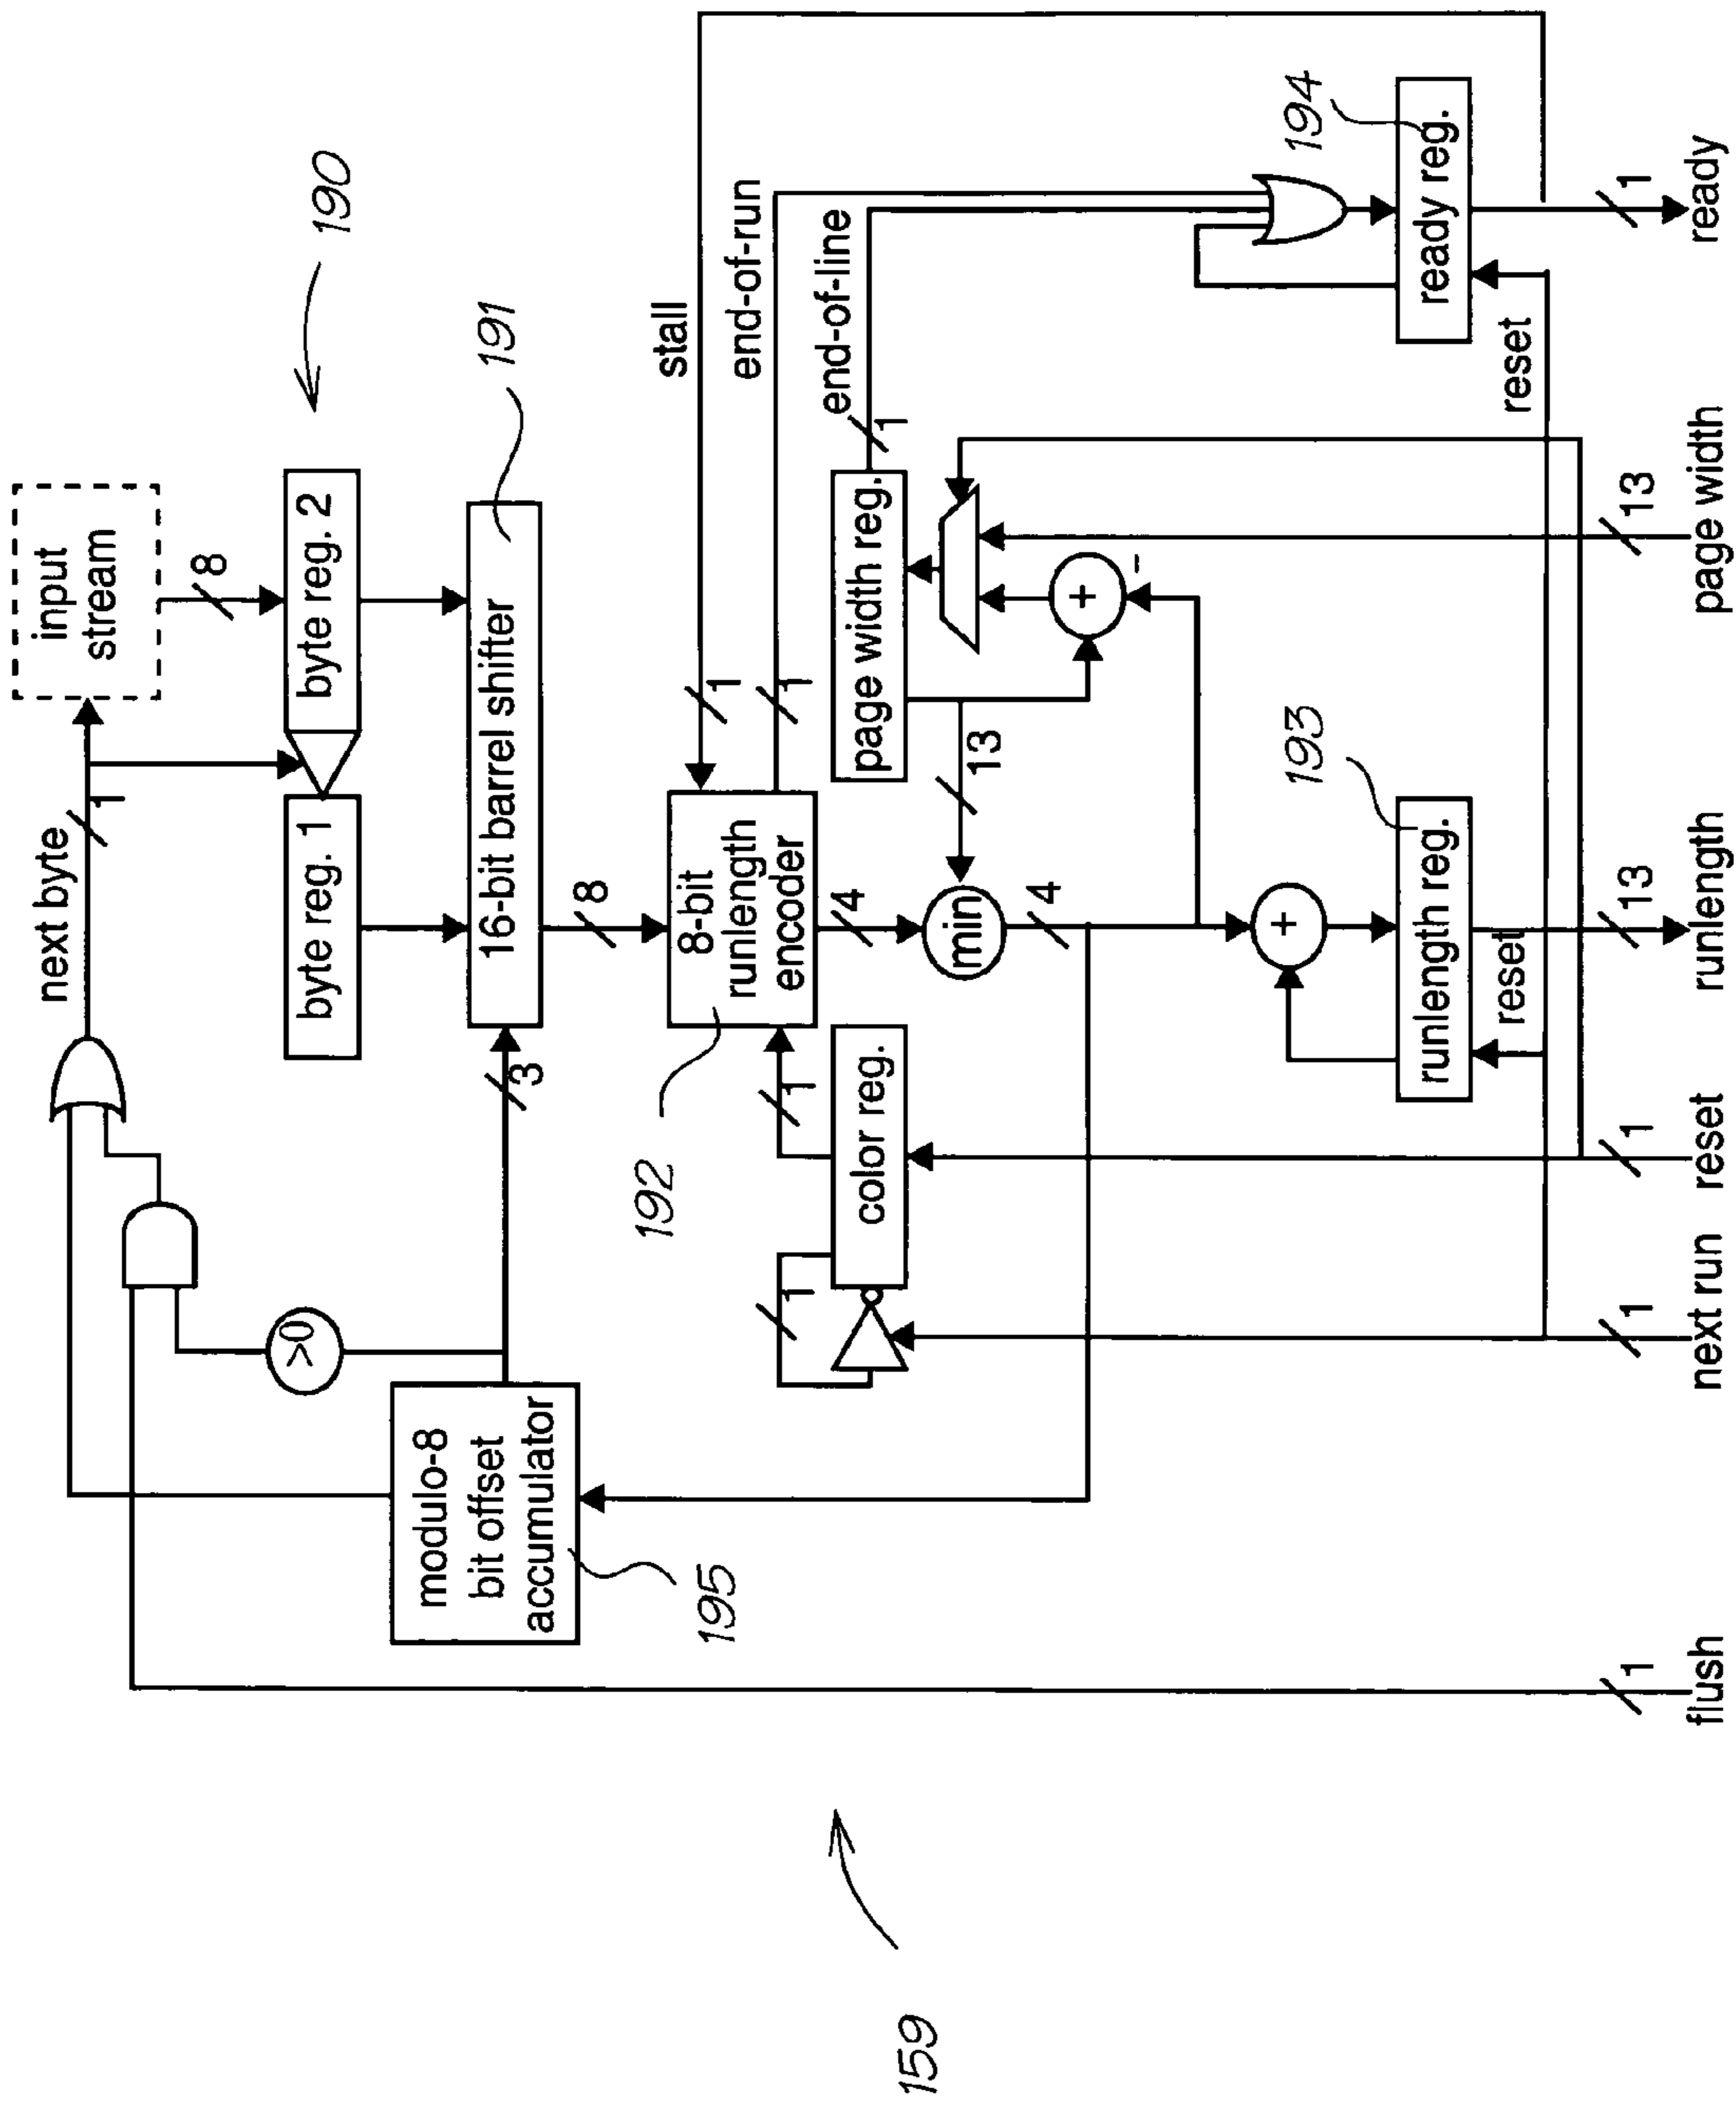 190
input
stream
next byte
1
8
byte reg. 1
byte reg. 2
191
16-bit barrel shifter
3
8
>0
modulo-8
bit offset
accumulator
195
stall
1
end-of-run
1
end-of-line
1
192
8-bit
runlength
encoder
4
1
color reg.
1
page width reg.
13
min
4
+
-
+
193
runlength reg.
reset
194
ready reg.
reset
flush
1
next run
1
reset
1
runlength
13
page width
13
ready
1
159